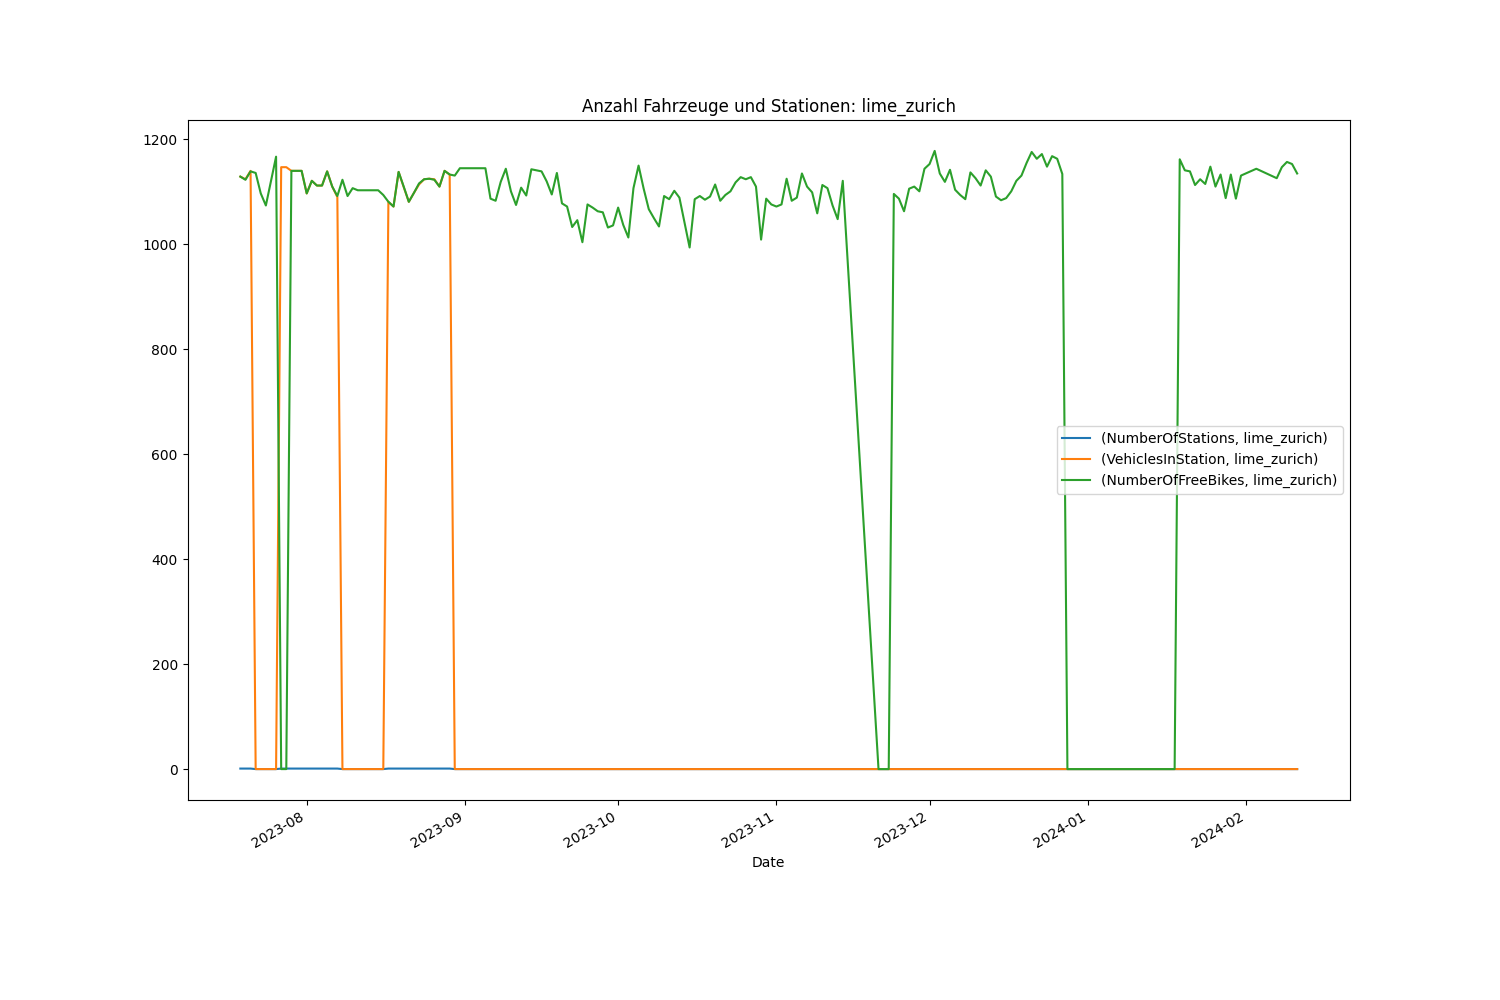 Anzahl Fahrzeuge und Stationen: lime_zurich
1200
1000
800
600
400
200
0
(NumberOfStations, lime_zurich)
(VehiclesInStation, lime_zurich)
(NumberOfFreeBikes, lime_zurich)
2023-08
2023-09
2023-10
2023-11
2023-12
2024-01
2024-02
Date